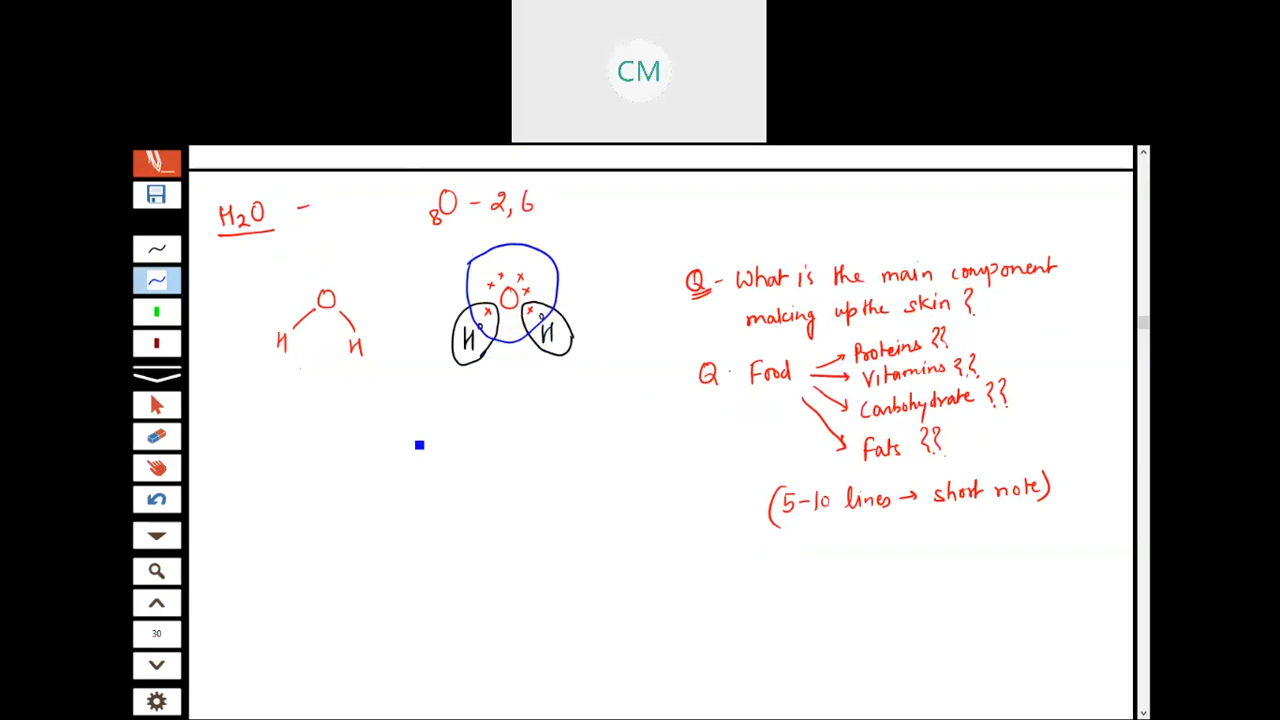 CM
H2O -
8O - 2,6
O
H H
O
H H
Q - What is the main component
making up the skin ?
Q. Food
Proteins ??
Vitamins ??
Carbohydrate ??
Fats ??
(5-10 lines → short note)
30